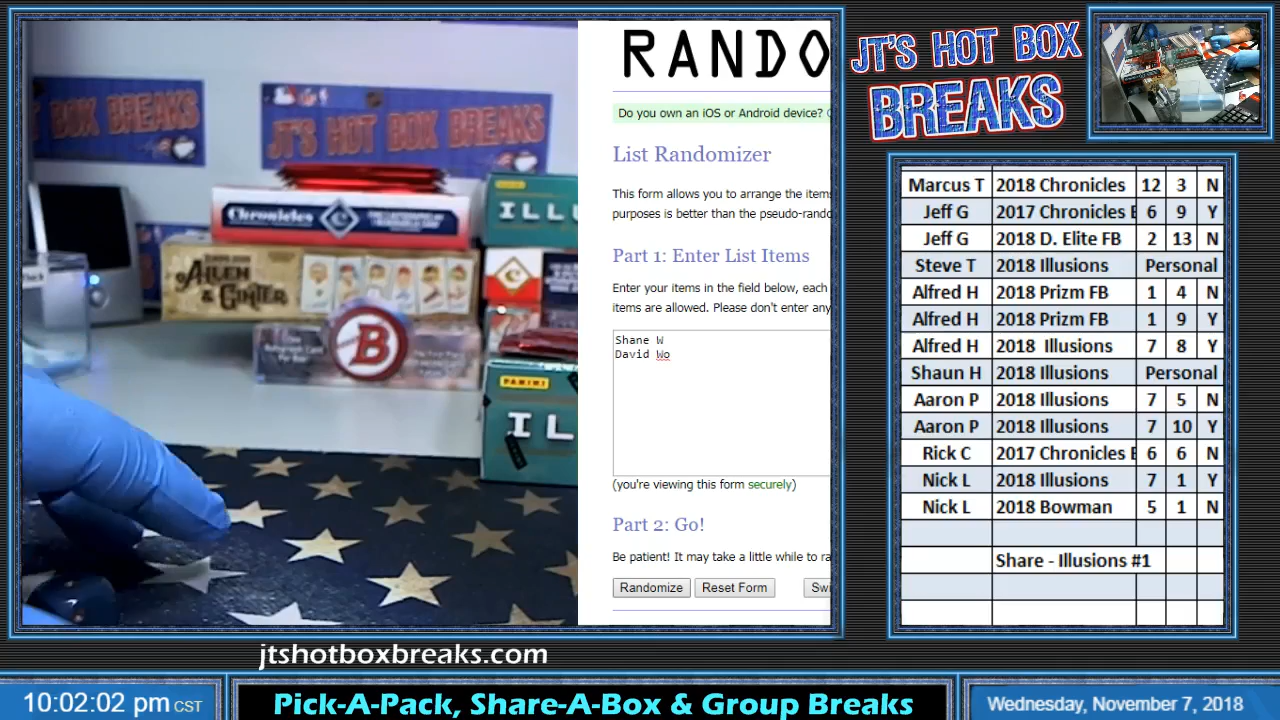 BOX BREAKS
JT'S HOT BOX BREAKS
Chronicles
ALLEN
&
GINTER
B
PANINI
ILLU
PANINI
IL
RANDO
Do you own an iOS or Android device?
List Randomizer
This form allows you to arrange the items
purposes is better than the pseudo-rando
Part 1: Enter List Items
Enter your items in the field below, each
items are allowed. Please don't enter any
Shane W
David Wo
(you're viewing this form securely)
Part 2: Go!
Be patient! It may take a little while to ra
Randomize Reset Form Swi
JT'S HOT BOX
BREAKS
Marcus T 2018 Chronicles 12 3 N
Jeff G 2017 Chronicles E 6 9 Y
Jeff G 2018 D. Elite FB 2 13 N
Steve T 2018 Illusions Personal
Alfred H 2018 Prizm FB 1 4 N
Alfred H 2018 Prizm FB 1 9 Y
Alfred H 2018 Illusions 7 8 Y
Shaun H 2018 Illusions Personal
Aaron P 2018 Illusions 7 5 N
Aaron P 2018 Illusions 7 10 Y
Rick C 2017 Chronicles E 6 6 N
Nick L 2018 Illusions 7 1 Y
Nick L 2018 Bowman 5 1 N
Share - Illusions #1
jtshotboxbreaks.com
10:02:02 pm CST
Pick-A-Pack, Share-A-Box & Group Breaks
Wednesday, November 7, 2018